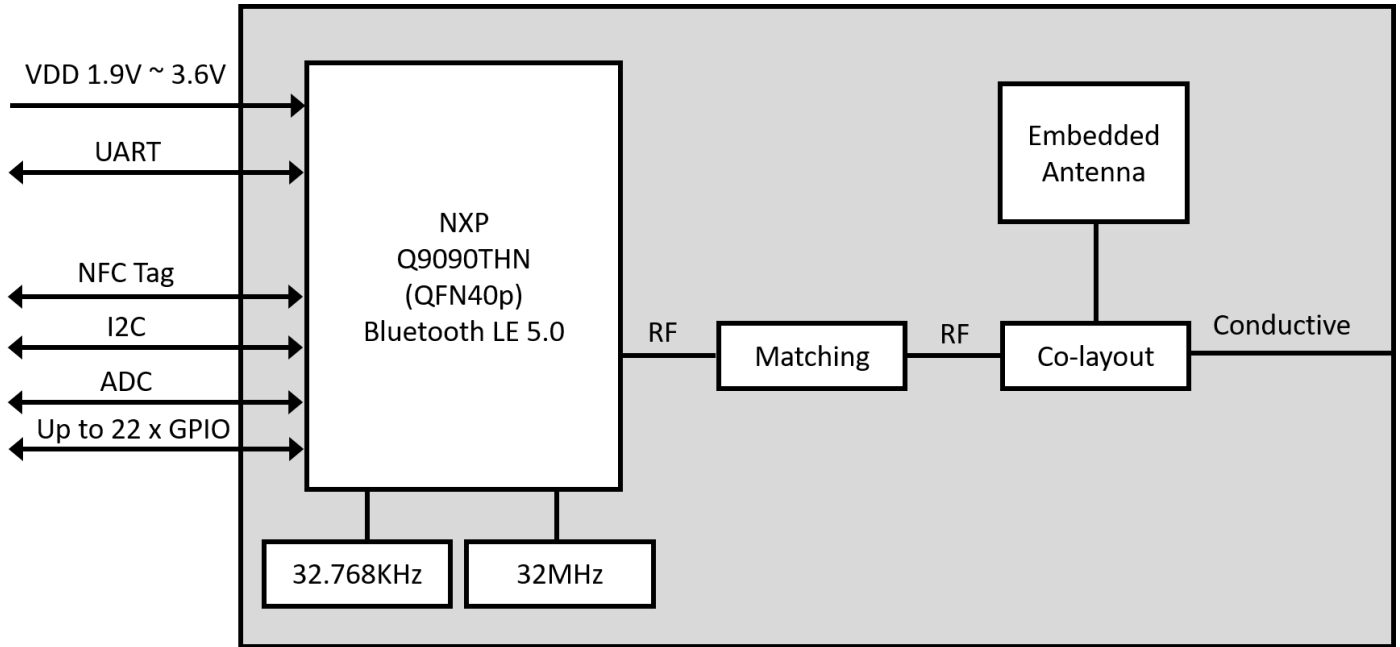 VDD 1.9V ~ 3.6V
UART
NFC Tag
I2C
ADC
Up to 22 x GPIO
NXP
Q9090THN
(QFN40p)
Bluetooth LE 5.0
32.768KHz
32MHz
RF
Matching
RF
Embedded
Antenna
Co-layout
Conductive